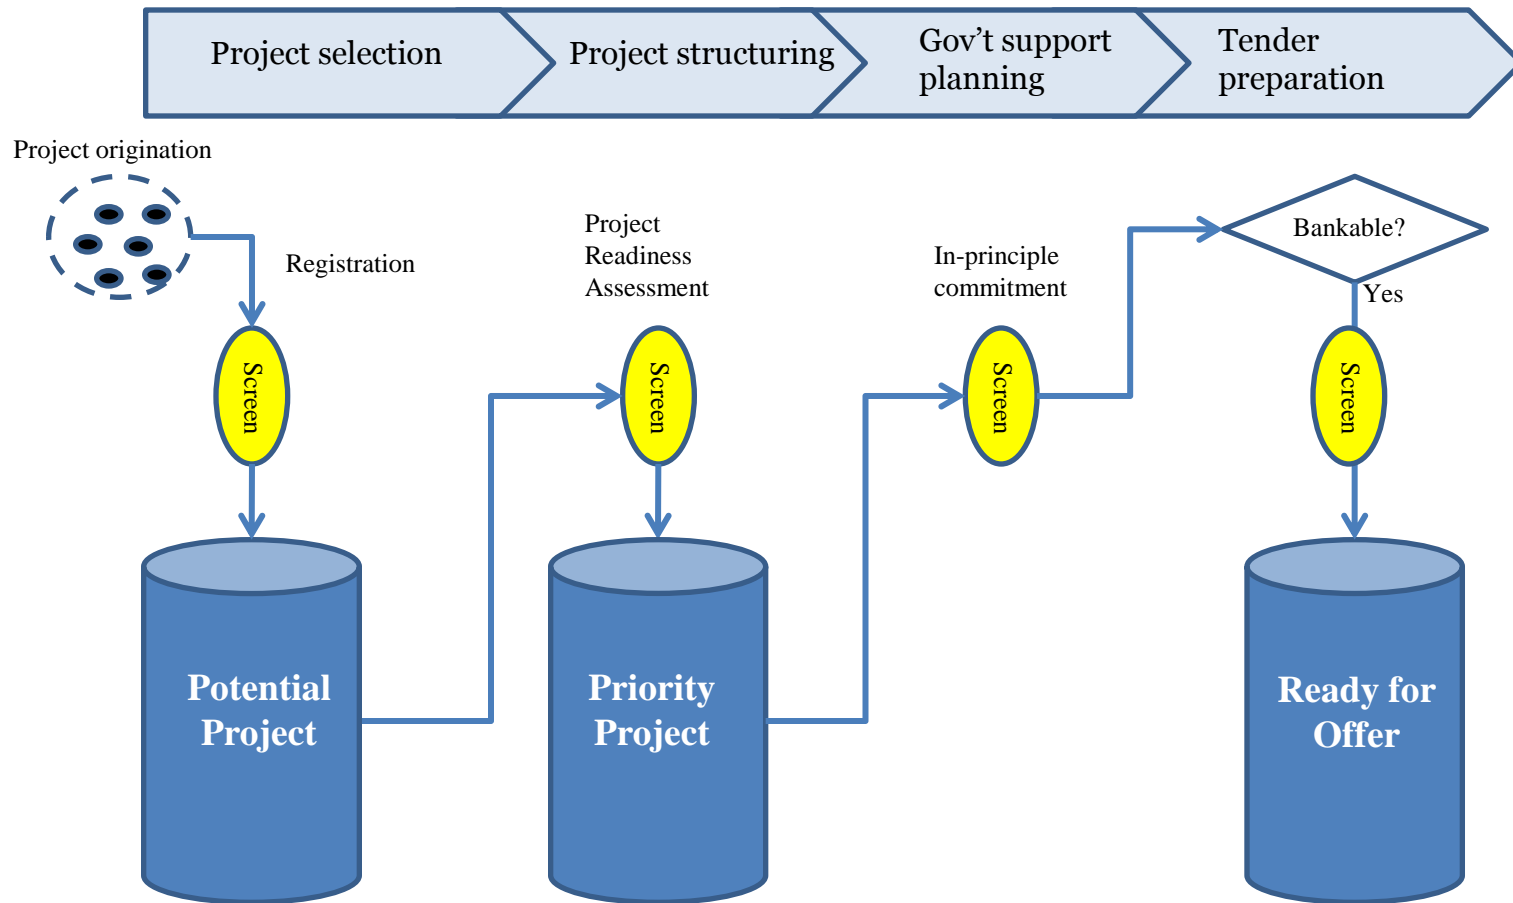 Project selection
Project structuring
Gov’t support
planning
Tender
preparation
Project origination
Registration
Project
Readiness
Assessment
In-principle
commitment
Bankable?
Yes
Screen
Screen
Screen
Screen
Potential
Project
Priority
Project
Ready for
Offer